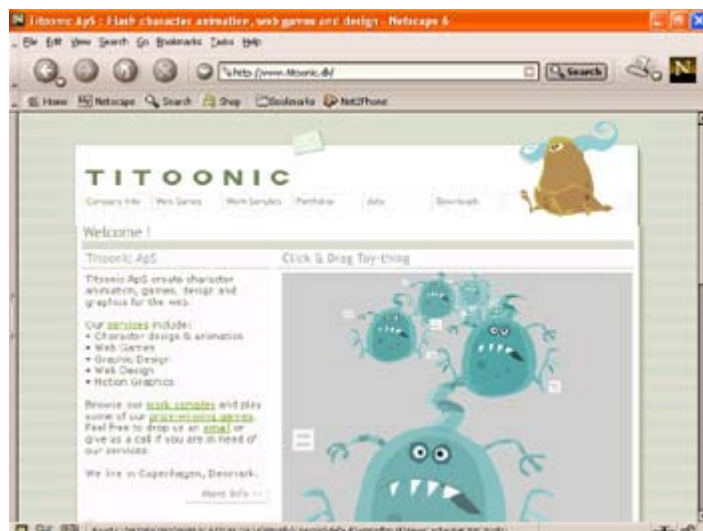 Titoonic ApS : Flash character animation, web games and design - Netscape 6
File Edit View Search Go Bookmarks Tasks Help
http://www.titoonic.dk/ Search
Home Netscape Search Shop Bookmarks Net2Phone
TITOONIC
Company Info Web Games Work Samples Portfolio Jobs Downloads
Welcome !
Titoonic ApS Click & Drag Toy-thing
Titoonic ApS create character
animation, games, design and
graphics for the web.
Our services include:
• Character design & animation
• Web Games
• Graphic Design
• Web Design
• Motion Graphics
Browse our work samples and play
some of our prize-winning games.
Feel free to drop us an email or
give us a call if you are in need of
our services.
We live in Copenhagen, Denmark.
More Info